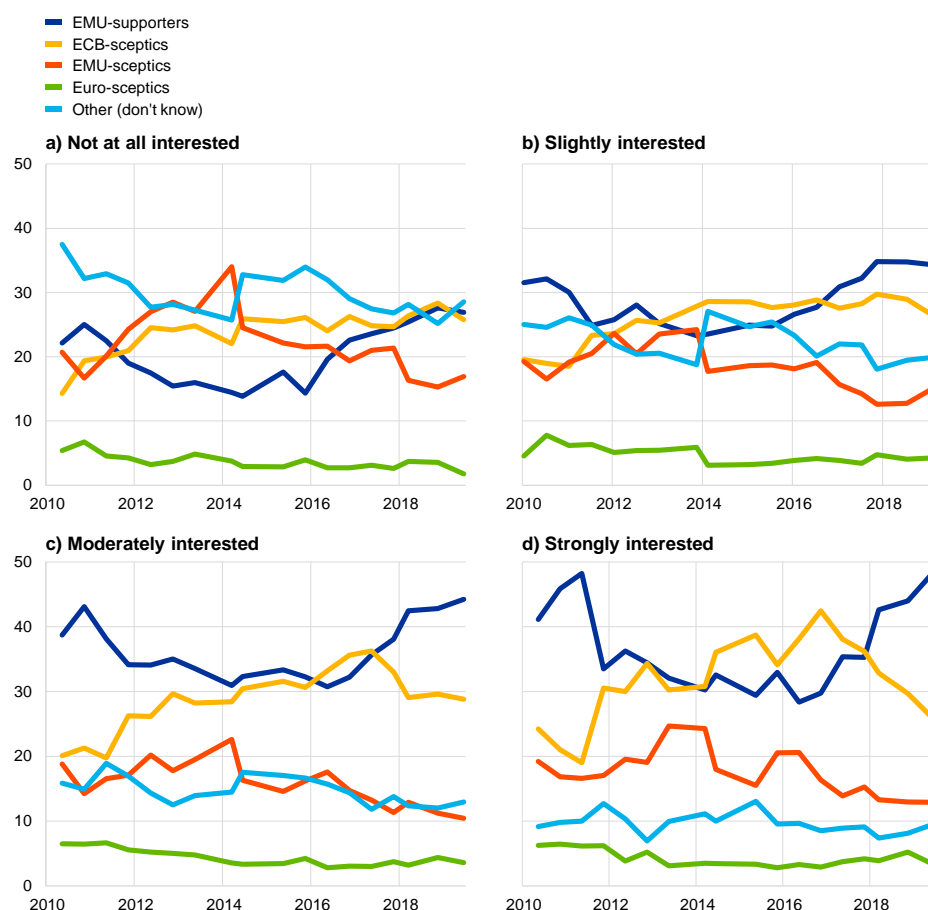 EMU-supporters
ECB-sceptics
EMU-sceptics
Euro-sceptics
Other (don't know)
a) Not at all interested
b) Slightly interested
50
40
30
20
10
0
2010 2012 2014 2016 2018
2010 2012 2014 2016 2018
c) Moderately interested
d) Strongly interested
50
40
30
20
10
0
2010 2012 2014 2016 2018
2010 2012 2014 2016 2018